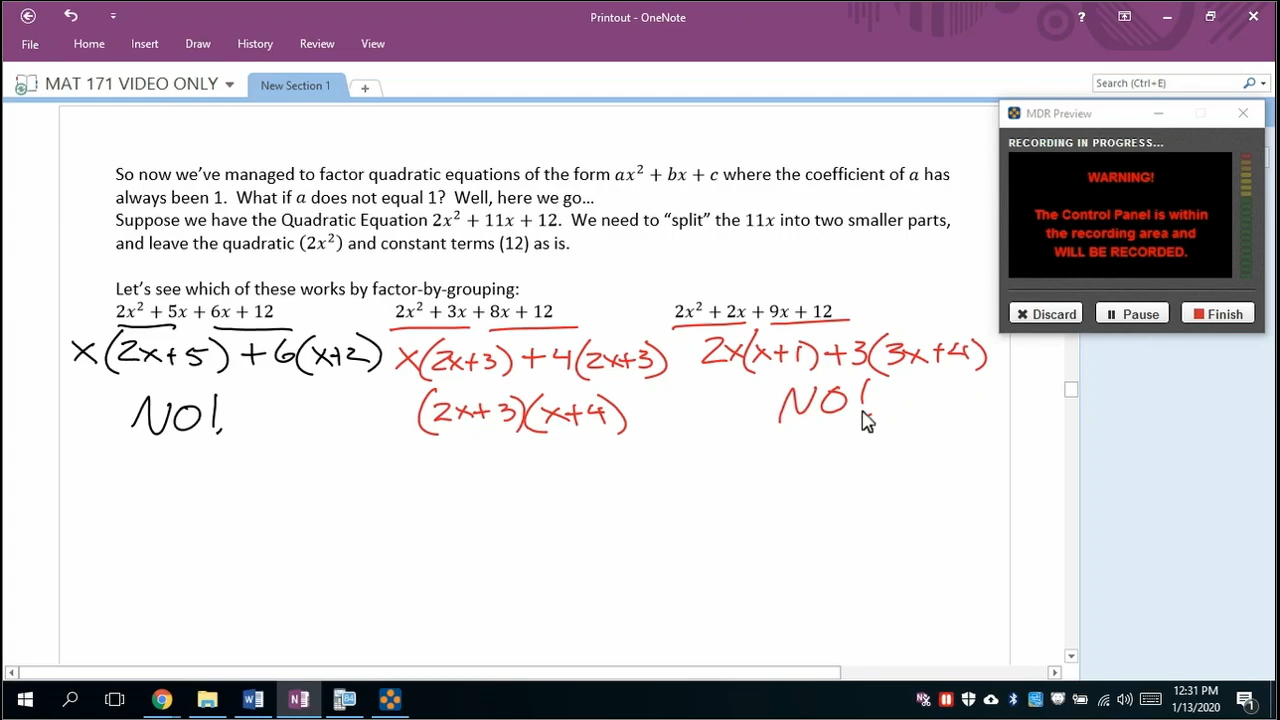 Printout - OneNote
File Home Insert Draw History Review View
MAT 171 VIDEO ONLY New Section 1 Search (Ctrl+E)
MDR Preview
RECORDING IN PROGRESS...
WARNING!
The Control Panel is within
the recording area and
WILL BE RECORDED.
Discard Pause Finish
So now we've managed to factor quadratic equations of the form ax² + bx + c where the coefficient of a has
always been 1. What if a does not equal 1? Well, here we go...
Suppose we have the Quadratic Equation 2x² + 11x + 12. We need to "split" the 11x into two smaller parts,
and leave the quadratic (2x²) and constant terms (12) as is.
Let's see which of these works by factor-by-grouping:
2x² + 5x + 6x + 12 2x² + 3x + 8x + 12 2x² + 2x + 9x + 12
x(2x+5) + 6(x+2) x(2x+3) + 4(2x+3) 2x(x+1) + 3(3x+4)
NO! (2x+3)(x+4) NO!
12:31 PM
1/13/2020
1